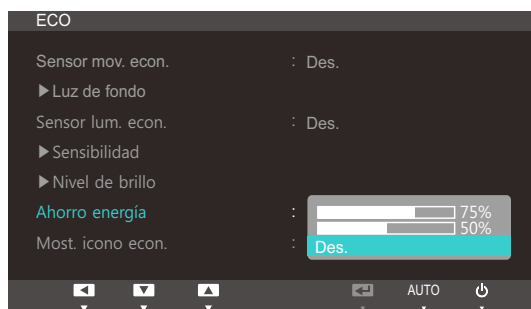 ECO
Sensor mov. econ. : Des.
▶Luz de fondo
Sensor lum. econ. : Des.
▶Sensibilidad
▶Nivel de brillo
Ahorro energía : 75%
50%
Most. icono econ. : Des.
AUTO